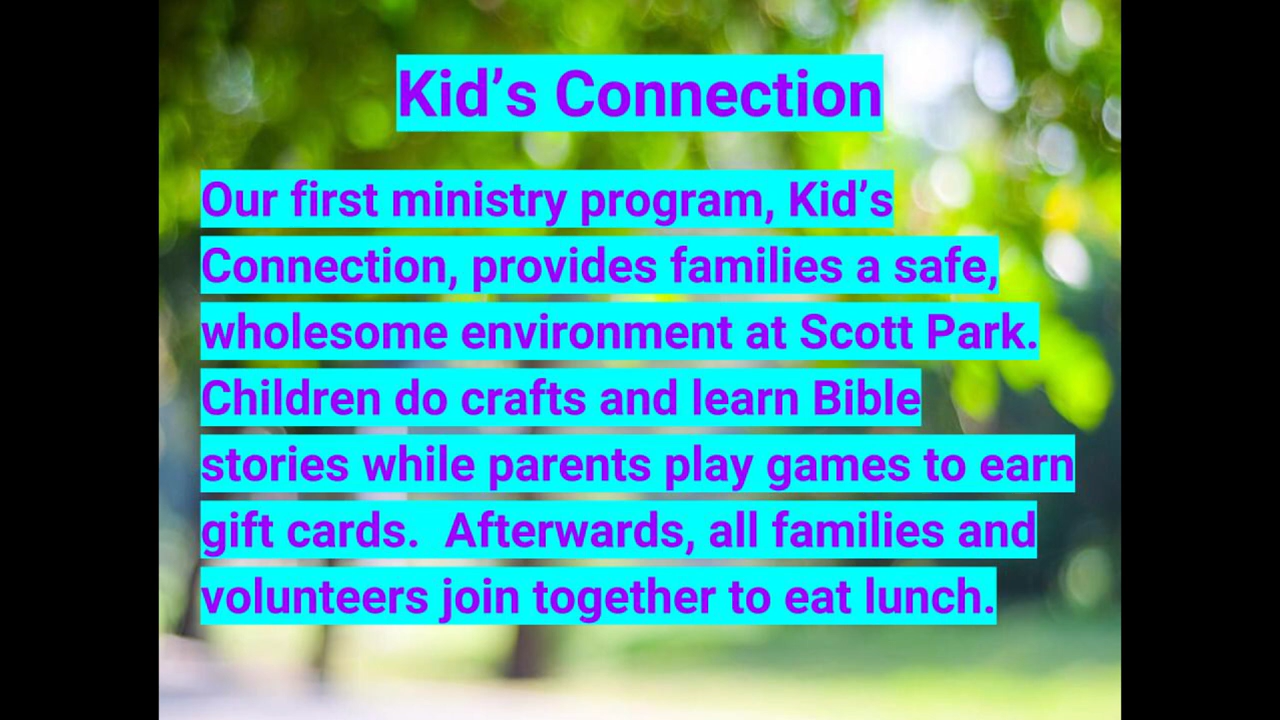 Kid’s Connection
Our first ministry program, Kid’s
Connection, provides families a safe,
wholesome environment at Scott Park.
Children do crafts and learn Bible
stories while parents play games to earn
gift cards.  Afterwards, all families and
volunteers join together to eat lunch.